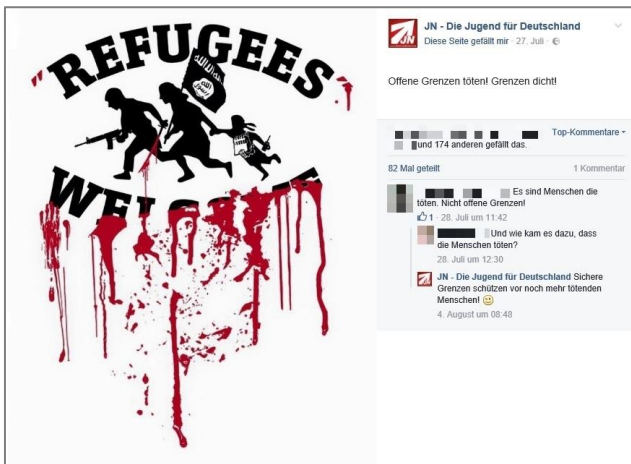 "REFUGEES"
WELCOME
JN - Die Jugend für Deutschland
Diese Seite gefällt mir · 27. Juli ·
Offene Grenzen töten! Grenzen dicht!
Top-Kommentare
und 174 anderen gefällt das.
82 Mal geteilt
1 Kommentar
Es sind Menschen die
töten. Nicht offene Grenzen!
1 · 28. Juli um 11:42
Und wie kam es dazu, dass
die Menschen töten?
28. Juli um 12:30
JN - Die Jugend für Deutschland Sichere
Grenzen schützen vor noch mehr tötenden
Menschen!
4. August um 08:48